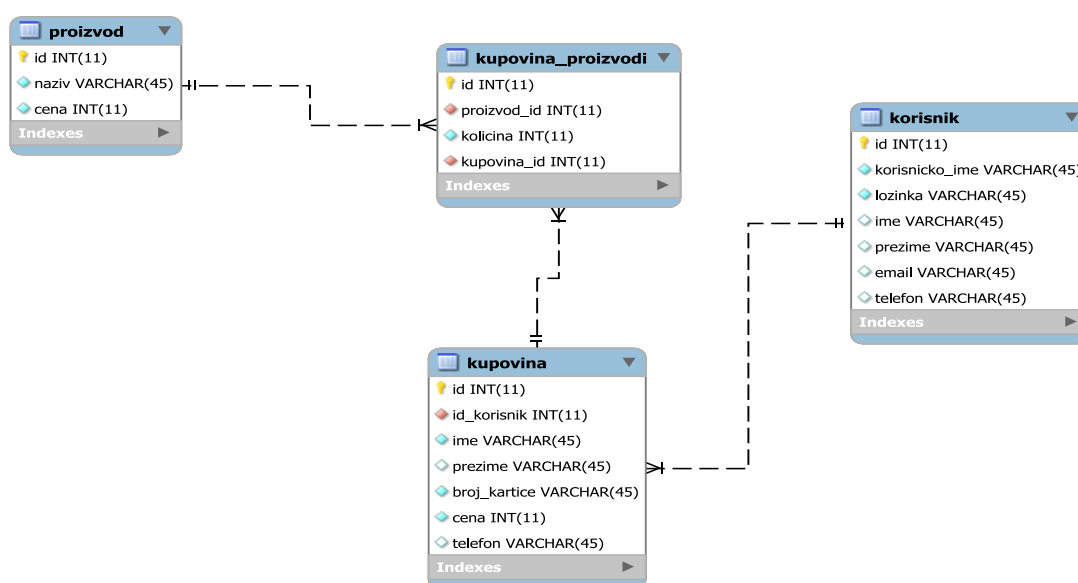 proizvod
id INT(11)
naziv VARCHAR(45)
cena INT(11)
Indexes
kupovina_proizvodi
id INT(11)
proizvod_id INT(11)
kolicina INT(11)
kupovina_id INT(11)
Indexes
korisnik
id INT(11)
korisnicko_ime VARCHAR(45)
lozinka VARCHAR(45)
ime VARCHAR(45)
prezime VARCHAR(45)
email VARCHAR(45)
telefon VARCHAR(45)
Indexes
kupovina
id INT(11)
id_korisnik INT(11)
ime VARCHAR(45)
prezime VARCHAR(45)
broj_kartice VARCHAR(45)
cena INT(11)
telefon VARCHAR(45)
Indexes